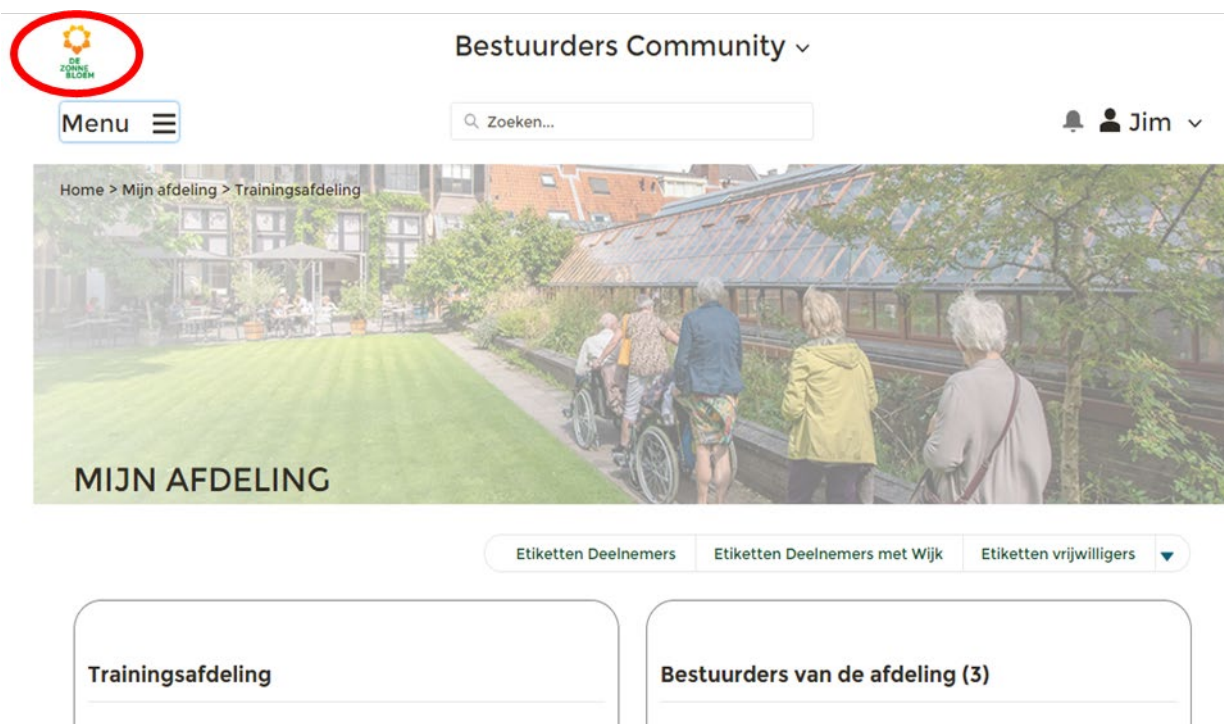 DE
ZONNE
BLOEM
Bestuurders Community
Menu
Zoeken...
Jim
Home > Mijn afdeling > Trainingsafdeling
MIJN AFDELING
Etiketten Deelnemers
Etiketten Deelnemers met Wijk
Etiketten vrijwilligers
Trainingsafdeling
Bestuurders van de afdeling (3)